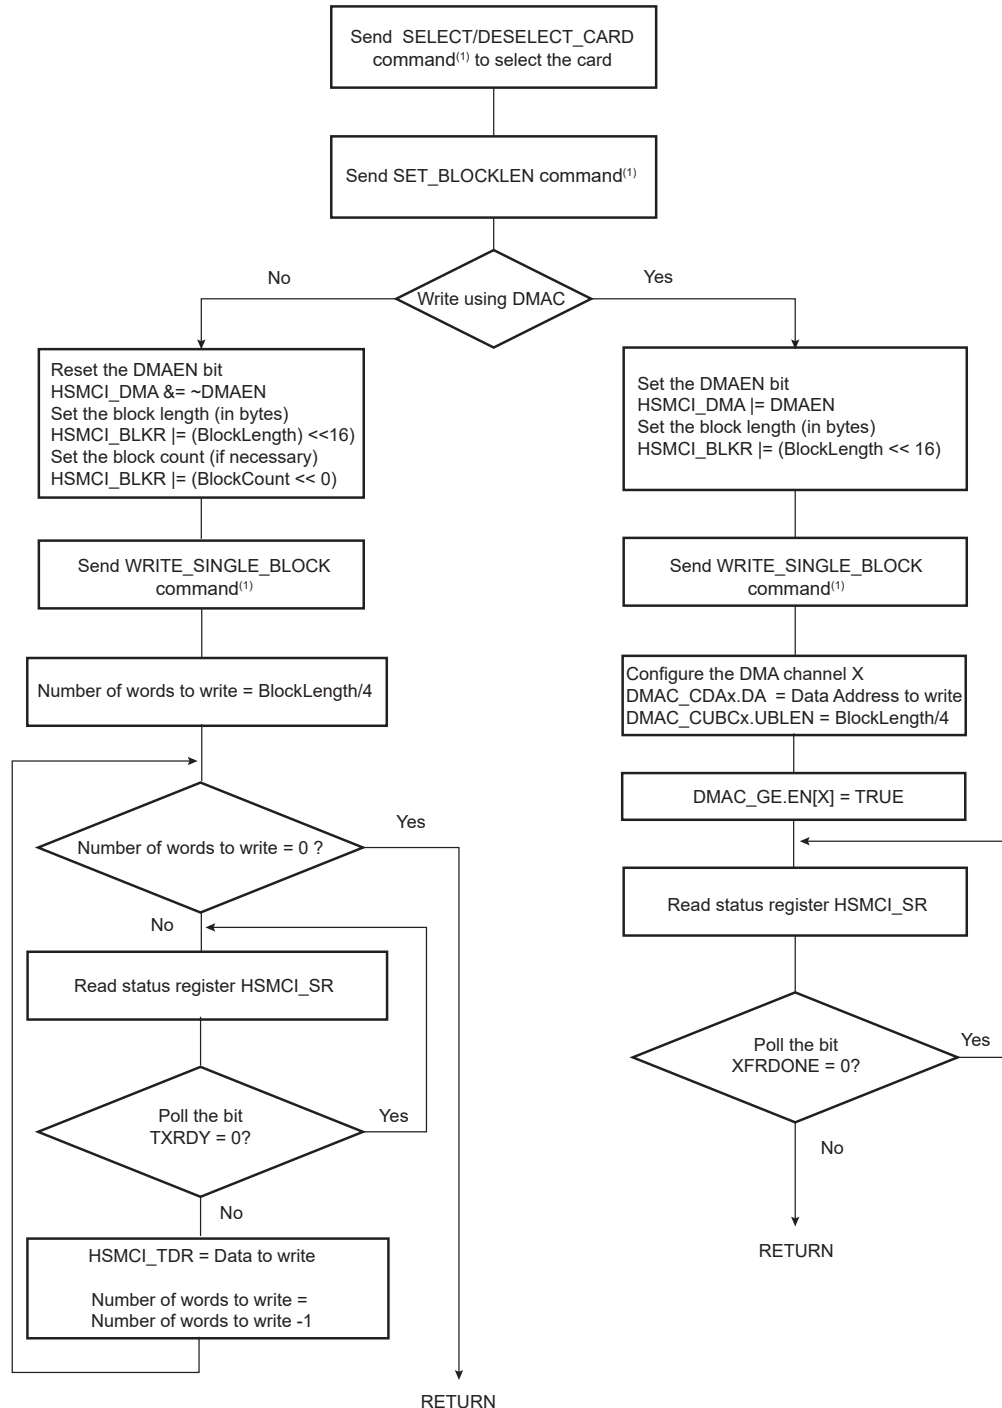 Send SELECT/DESELECT_CARD
command(1) to select the card
Send SET_BLOCKLEN command(1)
No
Write using DMAC
Yes
Reset the DMAEN bit
HSMCI_DMA &= ~DMAEN
Set the block length (in bytes)
HSMCI_BLKR |= (BlockLength) <<16)
Set the block count (if necessary)
HSMCI_BLKR |= (BlockCount << 0)
Send WRITE_SINGLE_BLOCK
command(1)
Number of words to write = BlockLength/4
Number of words to write = 0 ?
Yes
No
Read status register HSMCI_SR
Poll the bit
TXRDY = 0?
Yes
No
HSMCI_TDR = Data to write
Number of words to write =
Number of words to write -1
RETURN
Set the DMAEN bit
HSMCI_DMA |= DMAEN
Set the block length (in bytes)
HSMCI_BLKR |= (BlockLength << 16)
Send WRITE_SINGLE_BLOCK
command(1)
Configure the DMA channel X
DMAC_CDAx.DA = Data Address to write
DMAC_CUBCx.UBLEN = BlockLength/4
DMAC_GE.EN[X] = TRUE
Read status register HSMCI_SR
Poll the bit
XFRDONE = 0?
Yes
No
RETURN